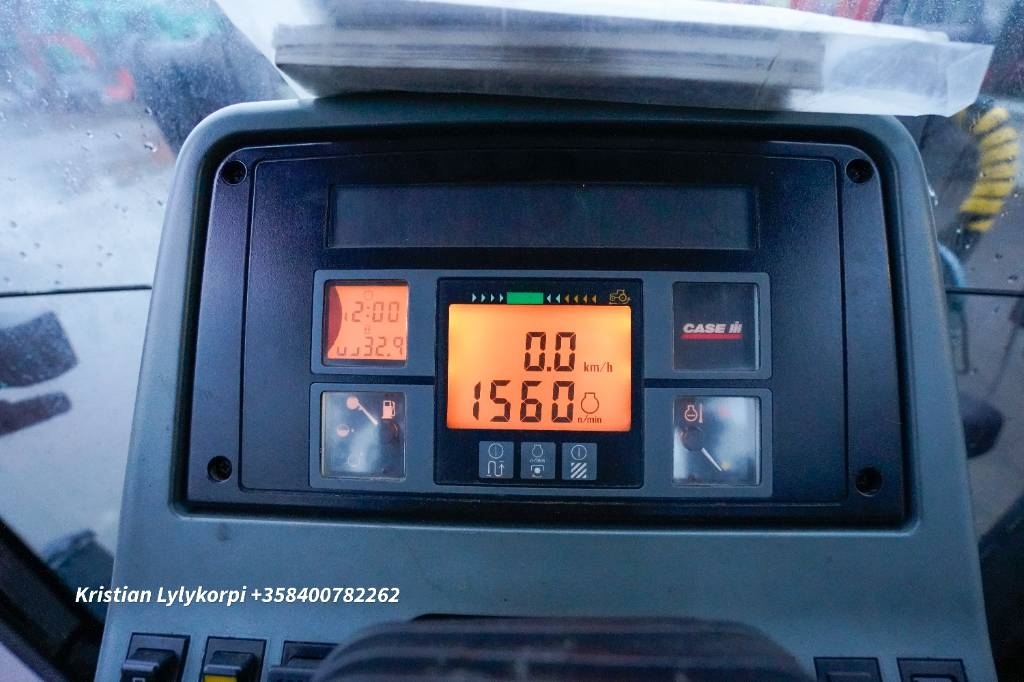 12:00
32.9
0.0 km/h
1560 n/min
CASE IH
Kristian Lylykorpi +358400782262